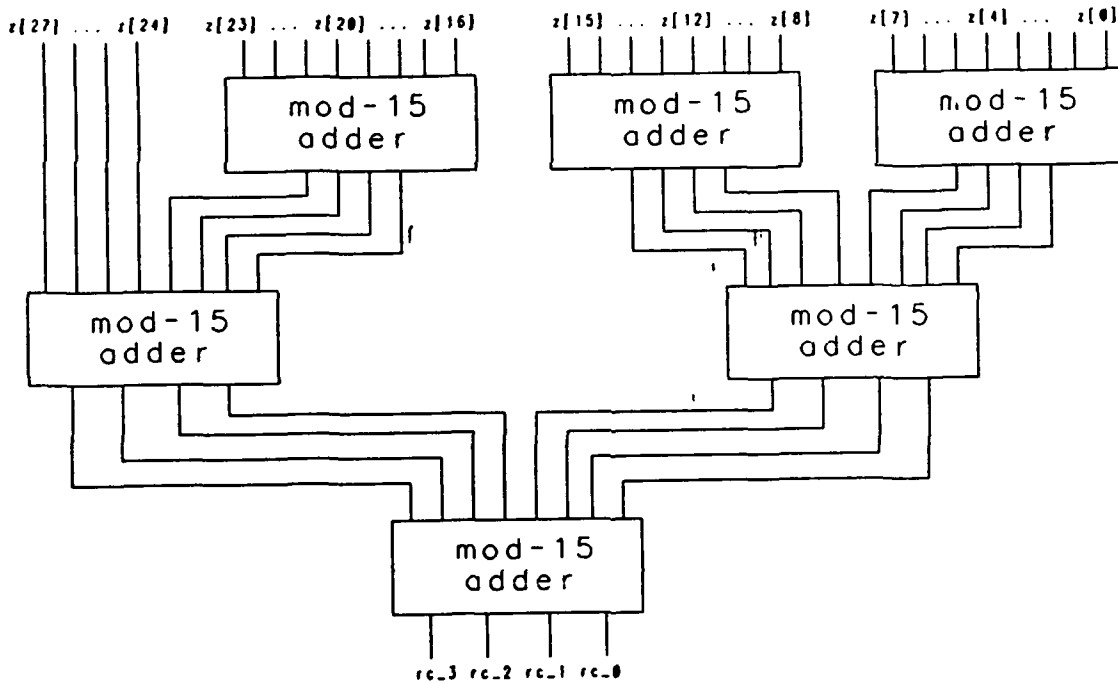 z[27] ... z[24] z[23] ... z[20] ... z[16] z[15] ... z[12] ... z[8] z[7] ... z[4] ... z[0]
mod-15
adder
mod-15
adder
mod-15
adder
mod-15
adder
mod-15
adder
mod-15
adder
rc_3 rc_2 rc_1 rc_0